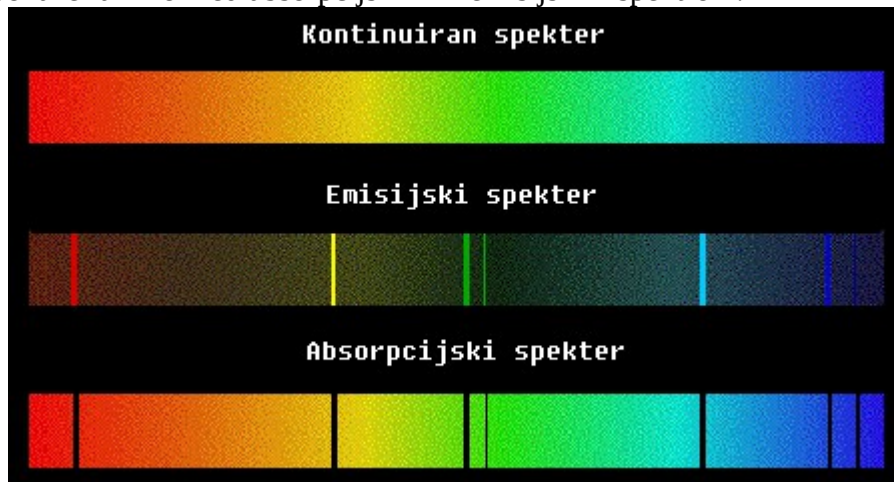 Kontinuiran spekter
Emisijski spekter
Absorpcijski spekter